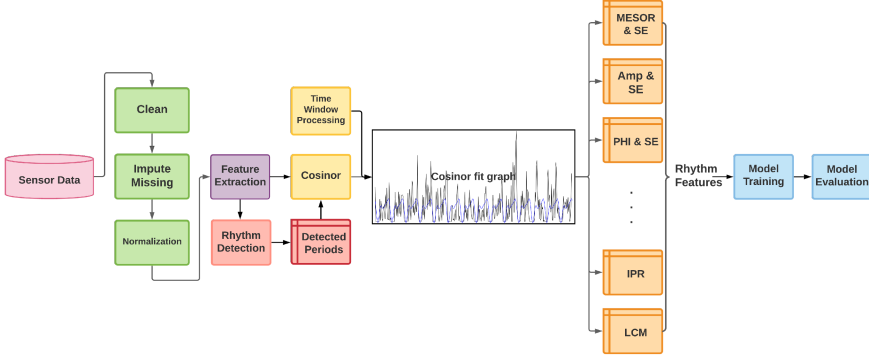 Sensor Data
Clean
Impute
Missing
Normalization
Feature
Extraction
Rhythm
Detection
Time
Window
Processing
Cosinor
Detected
Periods
Cosinor fit graph
MESOR
& SE
Amp &
SE
PHI & SE
.
.
.
IPR
LCM
Rhythm
Features
Model
Training
Model
Evaluation